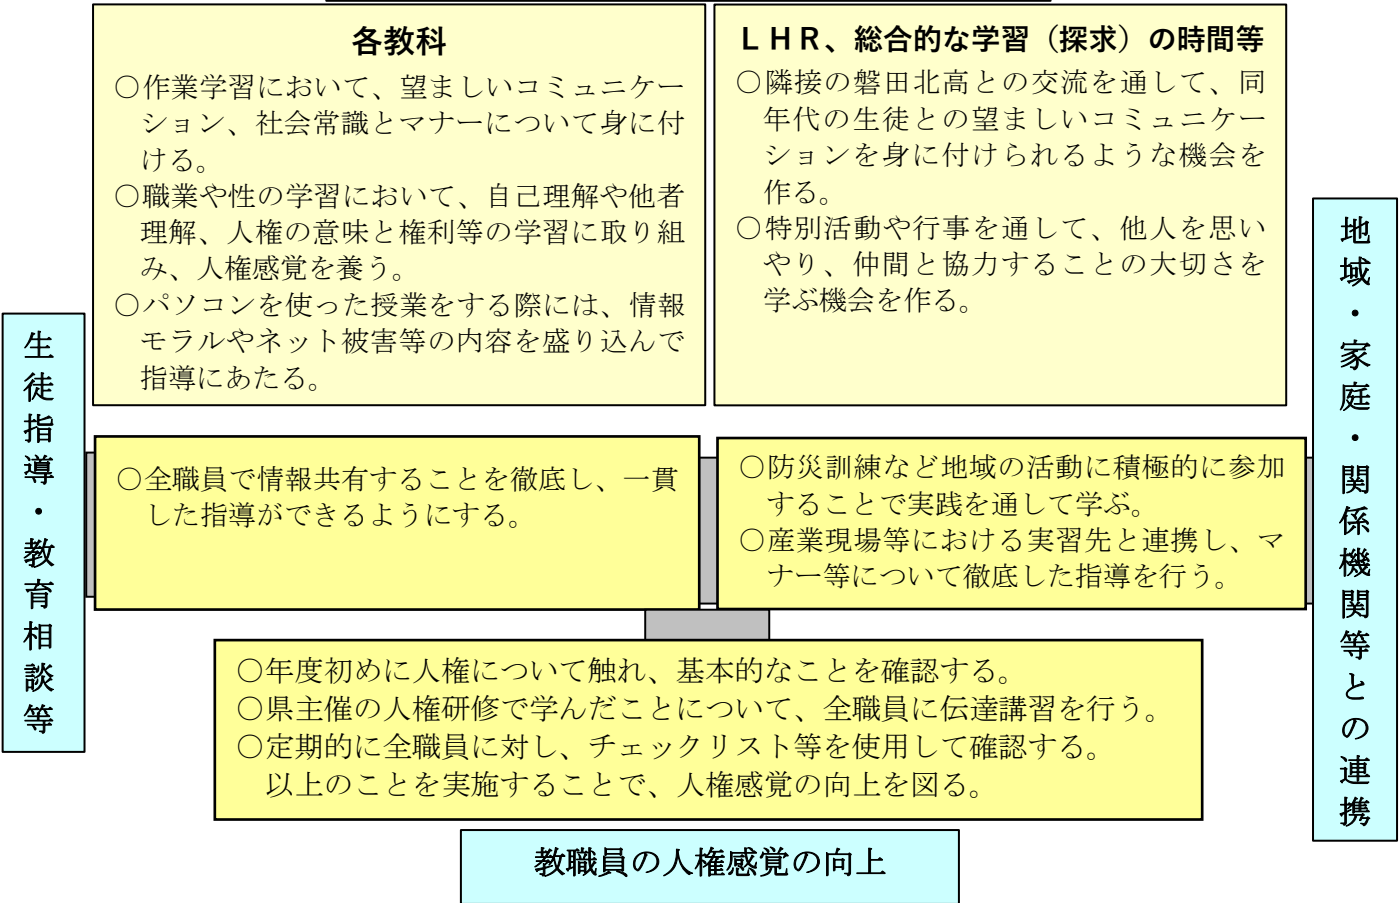 各教科
○作業学習において、望ましいコミュニケー
ション、社会常識とマナーについて身に付
ける。
○職業や性の学習において、自己理解や他者
理解、人権の意味と権利等の学習に取り組
み、人権感覚を養う。
○パソコンを使った授業をする際には、情報
モラルやネット被害等の内容を盛り込んで
指導にあたる。
ＬＨＲ、総合的な学習（探求）の時間等
○隣接の磐田北高との交流を通して、同
年代の生徒との望ましいコミュニケー
ションを身に付けられるような機会を
作る。
○特別活動や行事を通して、他人を思い
やり、仲間と協力することの大切さを
学ぶ機会を作る。
生徒指導・教育相談等
○全職員で情報共有することを徹底し、一貫
した指導ができるようにする。
○防災訓練など地域の活動に積極的に参加
することで実践を通して学ぶ。
○産業現場等における実習先と連携し、マ
ナー等について徹底した指導を行う。
地域・家庭・関係機関等との連携
○年度初めに人権について触れ、基本的なことを確認する。
○県主催の人権研修で学んだことについて、全職員に伝達講習を行う。
○定期的に全職員に対し、チェックリスト等を使用して確認する。
以上のことを実施することで、人権感覚の向上を図る。
教職員の人権感覚の向上